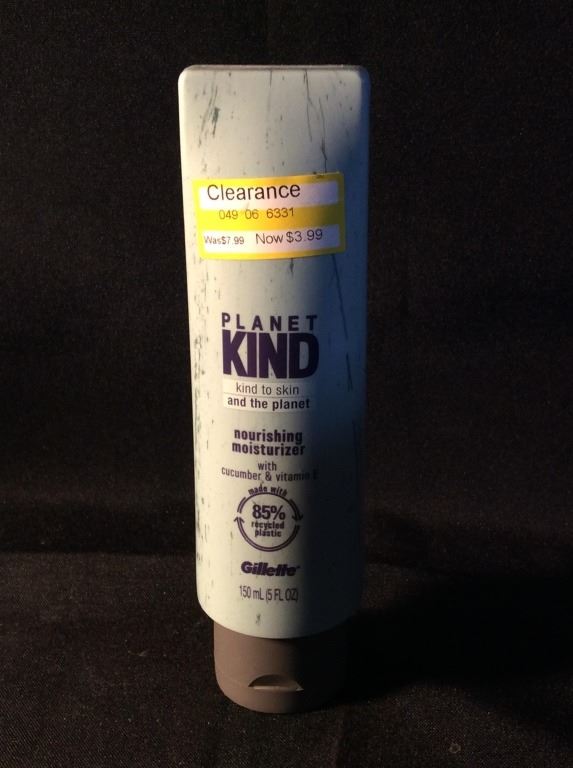 Clearance
049 06 6331
Was $7.99 Now $3.99
PLANET
KIND
kind to skin
and the planet
nourishing
moisturizer
with
cucumber & vitamin E
made with
85%
recycled
plastic
Gillette
150 mL (5 FL OZ)